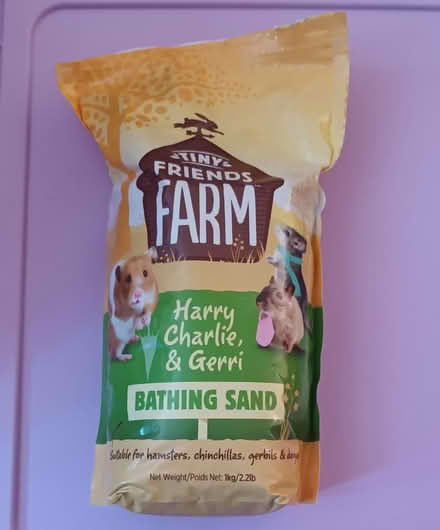 TINY
FRIENDS
FARM
Harry
Charlie,
& Gerri
BATHING SAND
Suitable for hamsters, chinchillas, gerbils &
Net Weight/Poids Net: 1kg/2.2lb